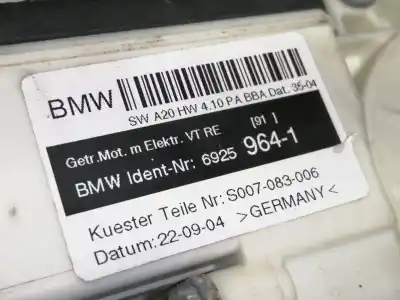 BMW
SW A20 HW 4.10 PA BBA Dat. 35-04
Getr.Mot. m Elektr. VT RE [91 ]
BMW Ident-Nr: 6925 964-1
Kuester Teile Nr: S007-083-006
Datum: 22-09-04 >GERMANY<